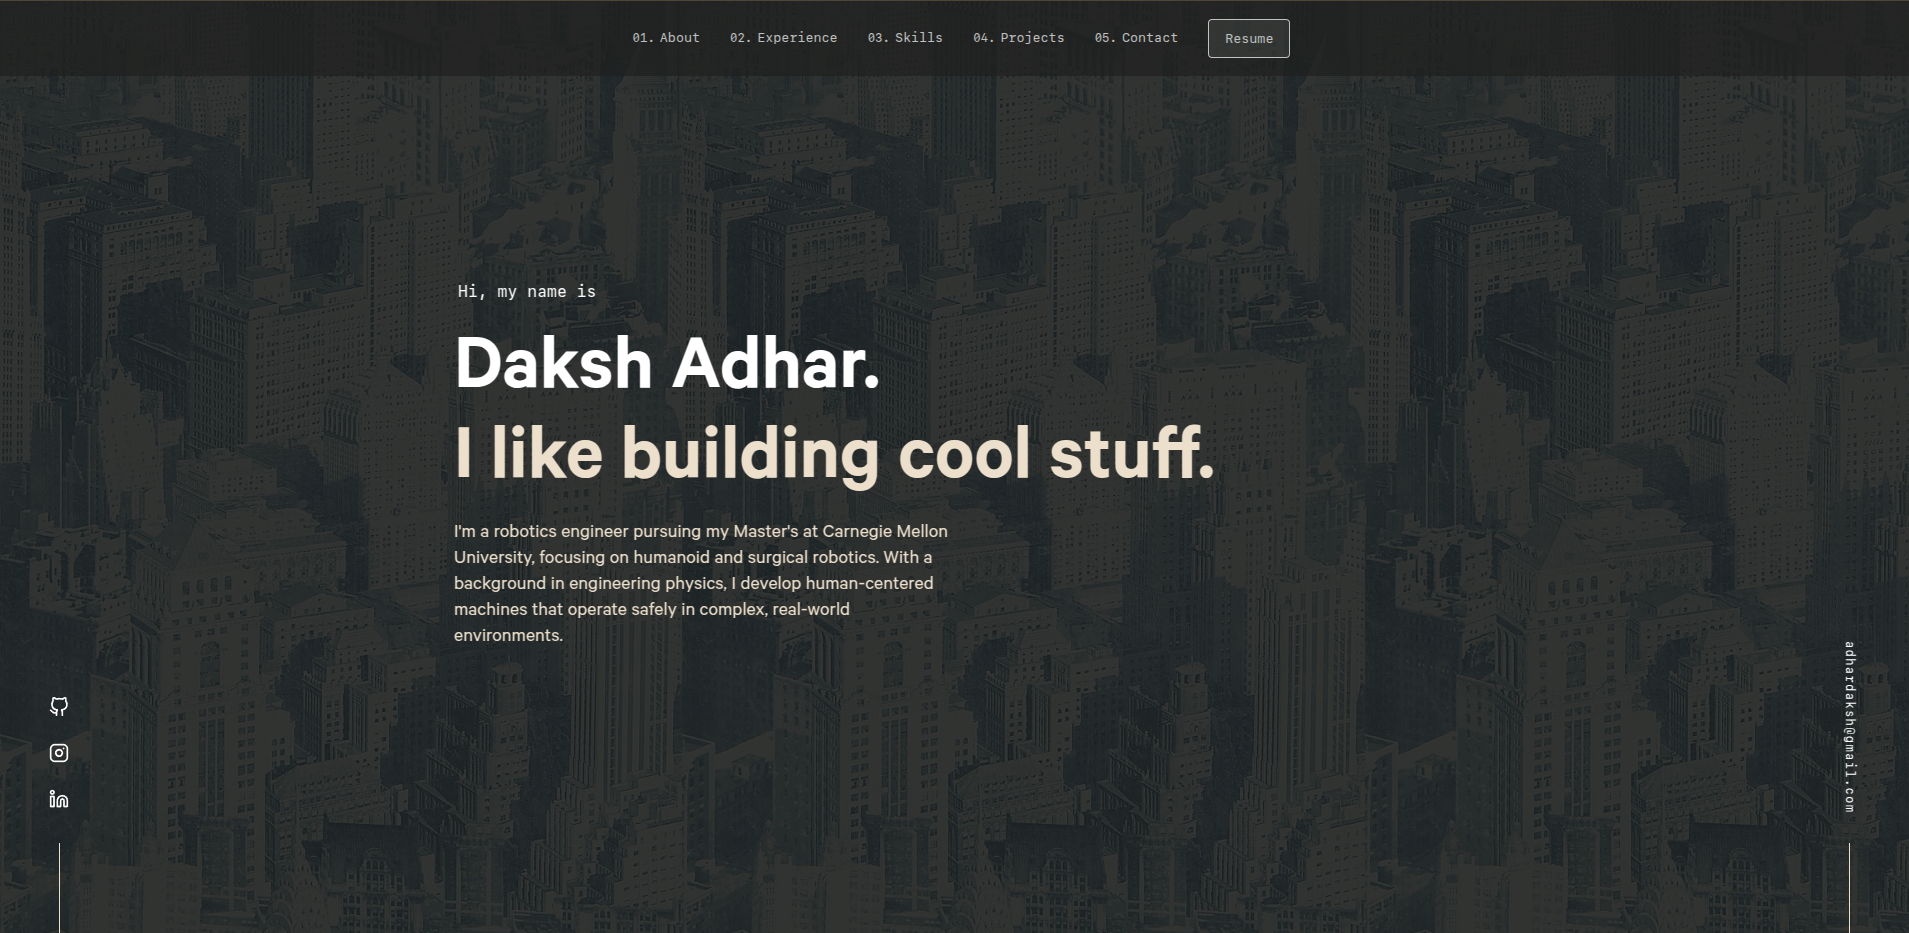 01. About 02. Experience 03. Skills 04. Projects 05. Contact Resume
Hi, my name is
Daksh Adhar.
I like building cool stuff.
I'm a robotics engineer pursuing my Master's at Carnegie Mellon
University, focusing on humanoid and surgical robotics. With a
background in engineering physics, I develop human-centered
machines that operate safely in complex, real-world
environments.
adhardaksh@gmail.com